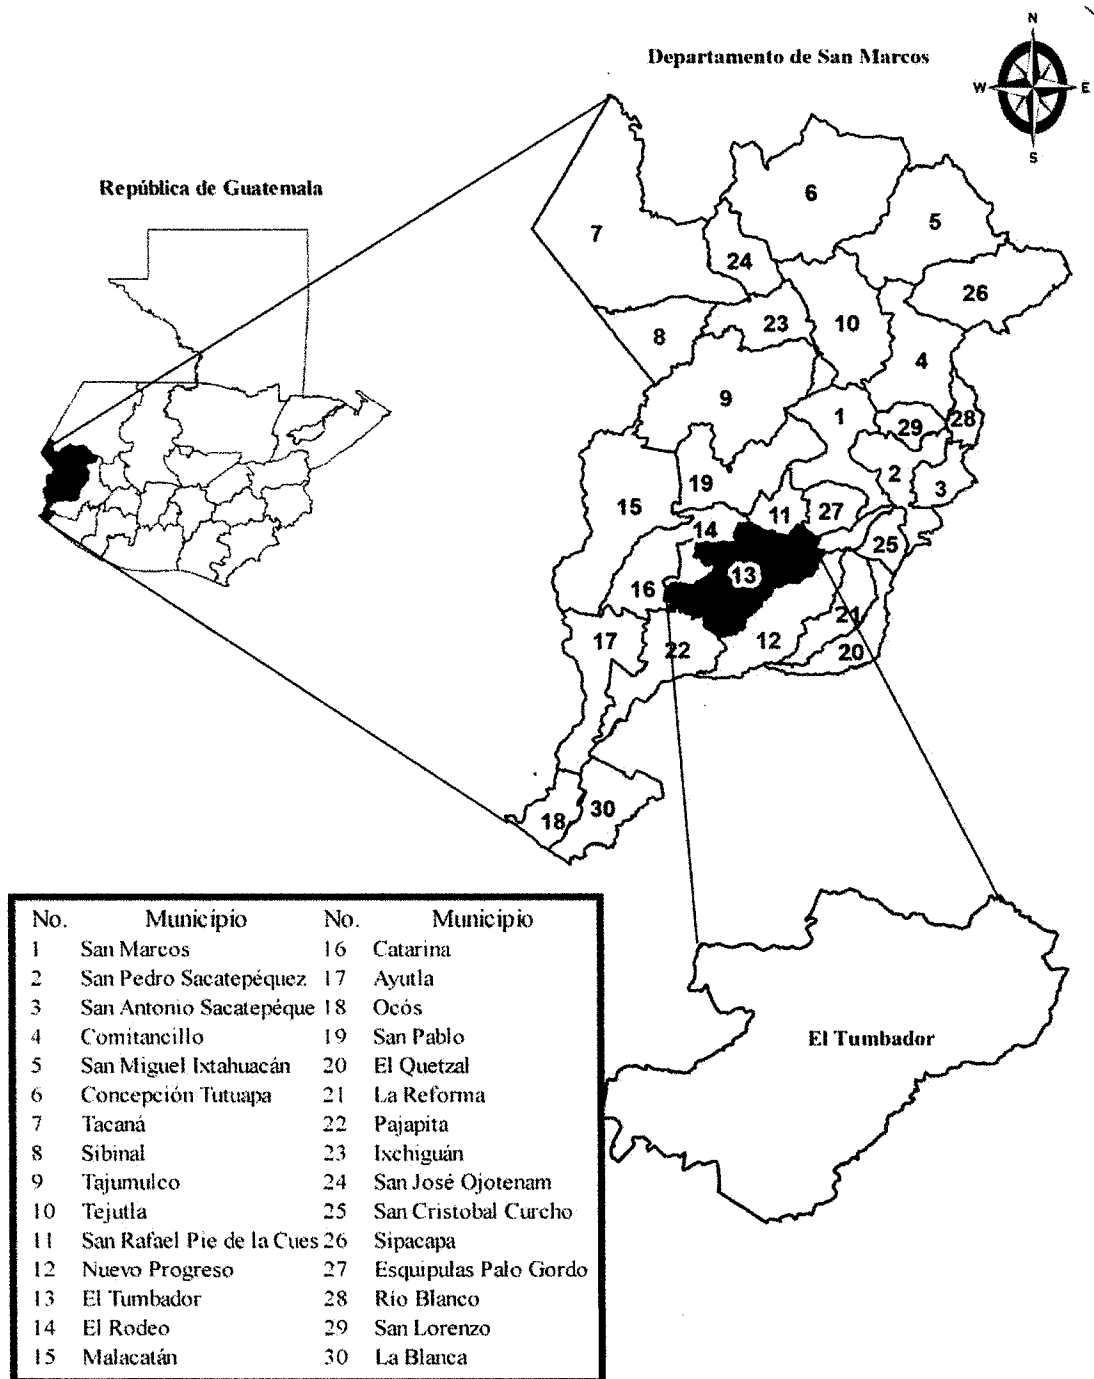 Departamento de San Marcos
N
W E
S
República de Guatemala
6
7
5
24
26
23
10
8
4
9
1
29
28
2
19
3
15
11
27
14
25
13
16
21
17
12
22
20
30
18
No. Municipio No. Municipio
1 San Marcos 16 Catarina
2 San Pedro Sacatepéquez 17 Ayutla
3 San Antonio Sacatepéque 18 Ocós
4 Comitancillo 19 San Pablo
5 San Miguel Ixtahuacán 20 El Quetzal
6 Concepción Tutuapa 21 La Reforma
7 Tacaná 22 Pajapita
8 Sibinal 23 Ixchiguán
9 Tajumulco 24 San José Ojotenam
10 Tejutla 25 San Cristobal Curcho
11 San Rafael Pie de la Cues 26 Sipacapa
12 Nuevo Progreso 27 Esquipulas Palo Gordo
13 El Tumbador 28 Río Blanco
14 El Rodeo 29 San Lorenzo
15 Malacatán 30 La Blanca
El Tumbador